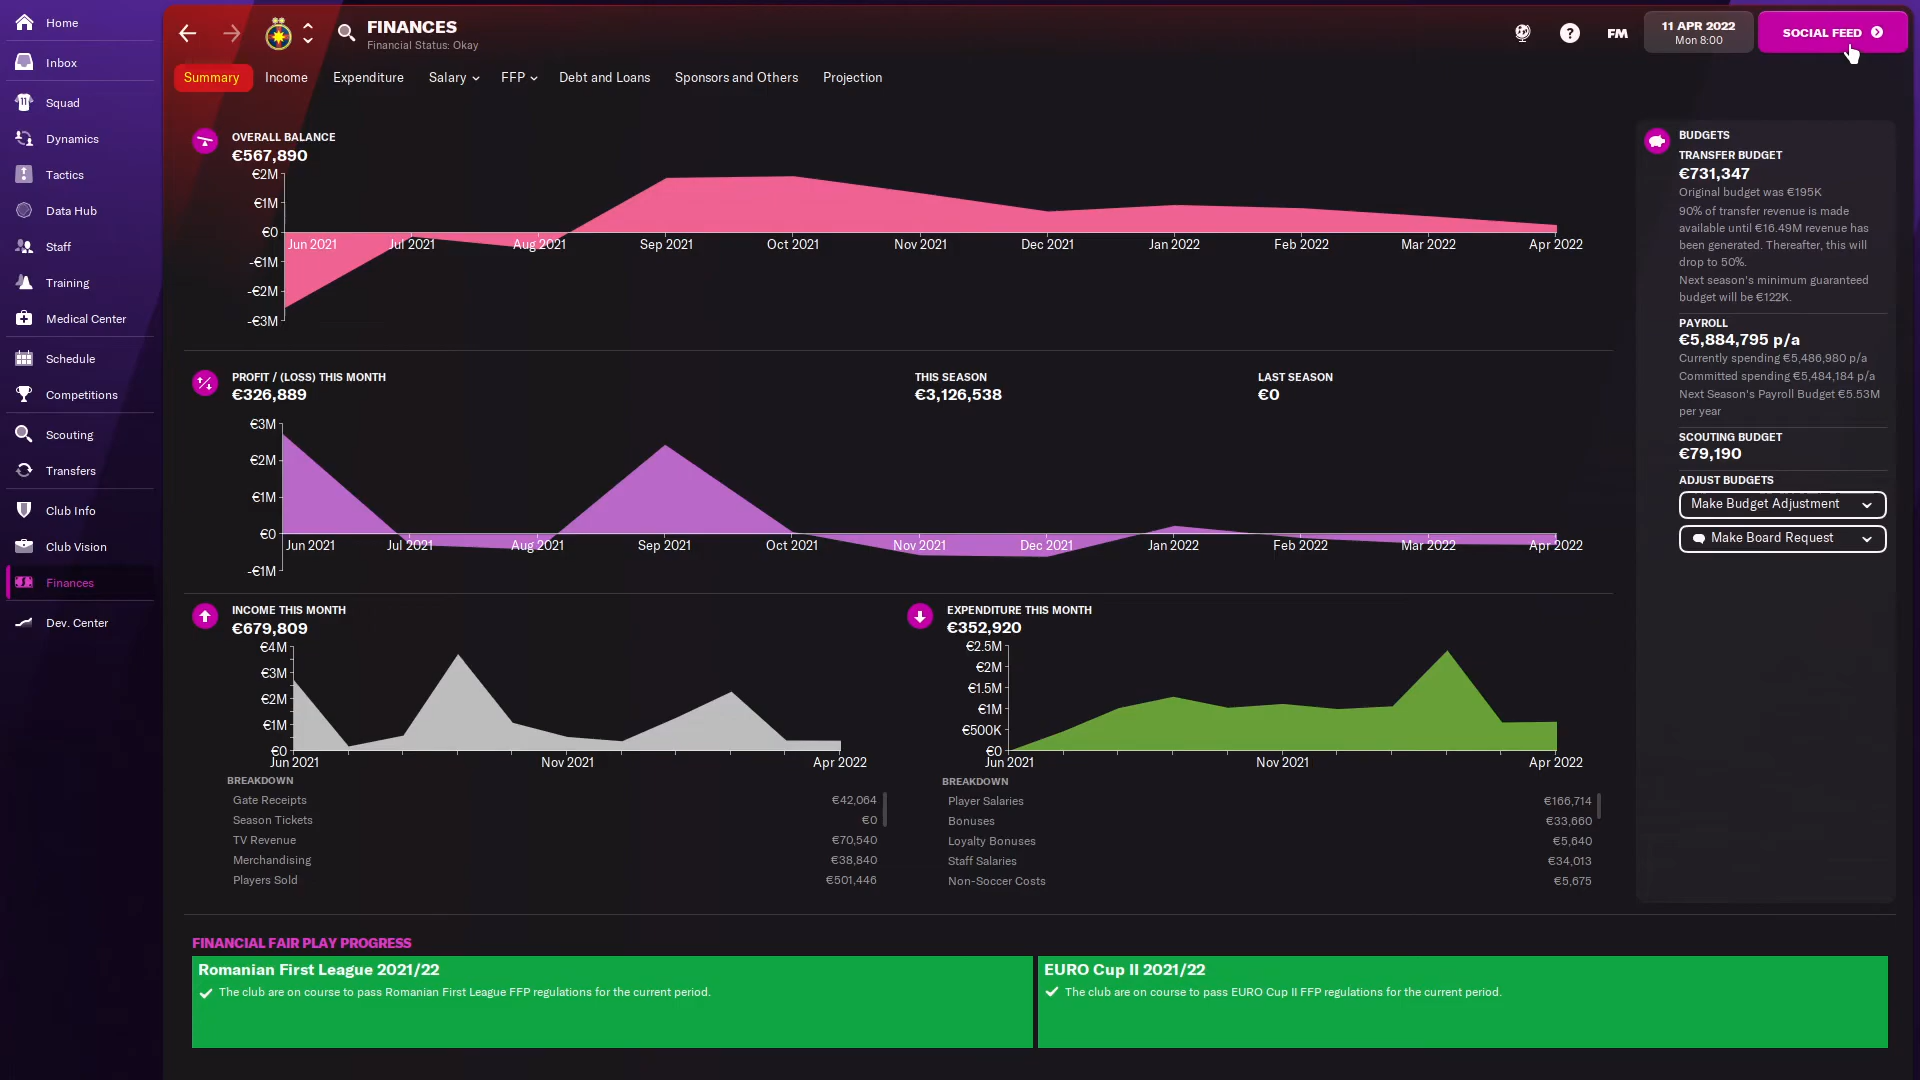 Home
Inbox
Squad
Dynamics
Tactics
Data Hub
Staff
Training
Medical Center
Schedule
Competitions
Scouting
Transfers
Club Info
Club Vision
Finances
Dev. Center
FINANCES
Financial Status: Okay
FM
11 APR 2022
Mon 8:00
SOCIAL FEED
Summary Income Expenditure Salary FFP Debt and Loans Sponsors and Others Projection
OVERALL BALANCE
€567,890
€2M
€1M
€0
-€1M
-€2M
-€3M
Jun 2021 Jul 2021 Aug 2021 Sep 2021 Oct 2021 Nov 2021 Dec 2021 Jan 2022 Feb 2022 Mar 2022 Apr 2022
PROFIT / (LOSS) THIS MONTH
€326,889
THIS SEASON
€3,126,538
LAST SEASON
€0
€3M
€2M
€1M
€0
-€1M
Jun 2021 Jul 2021 Aug 2021 Sep 2021 Oct 2021 Nov 2021 Dec 2021 Jan 2022 Feb 2022 Mar 2022 Apr 2022
INCOME THIS MONTH
€679,809
€4M
€3M
€2M
€1M
€0
Jun 2021 Nov 2021 Apr 2022
BREAKDOWN
Gate Receipts €42,064
Season Tickets €0
TV Revenue €70,540
Merchandising €38,840
Players Sold €501,446
EXPENDITURE THIS MONTH
€352,920
€2.5M
€2M
€1.5M
€1M
€500K
€0
Jun 2021 Nov 2021 Apr 2022
BREAKDOWN
Player Salaries €166,714
Bonuses €33,660
Loyalty Bonuses €5,640
Staff Salaries €34,013
Non-Soccer Costs €5,675
BUDGETS
TRANSFER BUDGET
€731,347
Original budget was €195K
90% of transfer revenue is made
available until €16.49M revenue has
been generated. Thereafter, this will
drop to 50%.
Next season's minimum guaranteed
budget will be €122K.
PAYROLL
€5,884,795 p/a
Currently spending €5,486,980 p/a
Committed spending €5,484,184 p/a
Next Season's Payroll Budget €5.53M
per year
SCOUTING BUDGET
€79,190
ADJUST BUDGETS
Make Budget Adjustment
Make Board Request
FINANCIAL FAIR PLAY PROGRESS
Romanian First League 2021/22
The club are on course to pass Romanian First League FFP regulations for the current period.
EURO Cup II 2021/22
The club are on course to pass EURO Cup II FFP regulations for the current period.